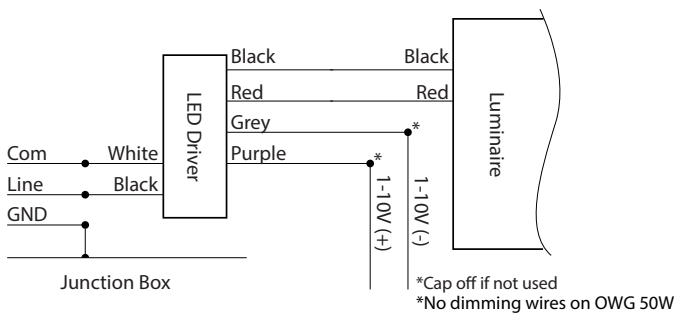 Black
Black
Red
Red
Grey
*
Purple
*
Com
White
Line
Black
GND
LED Driver
Luminaire
1-10V (+)
1-10V (-)
Junction Box
*Cap off if not used
*No dimming wires on OWG 50W